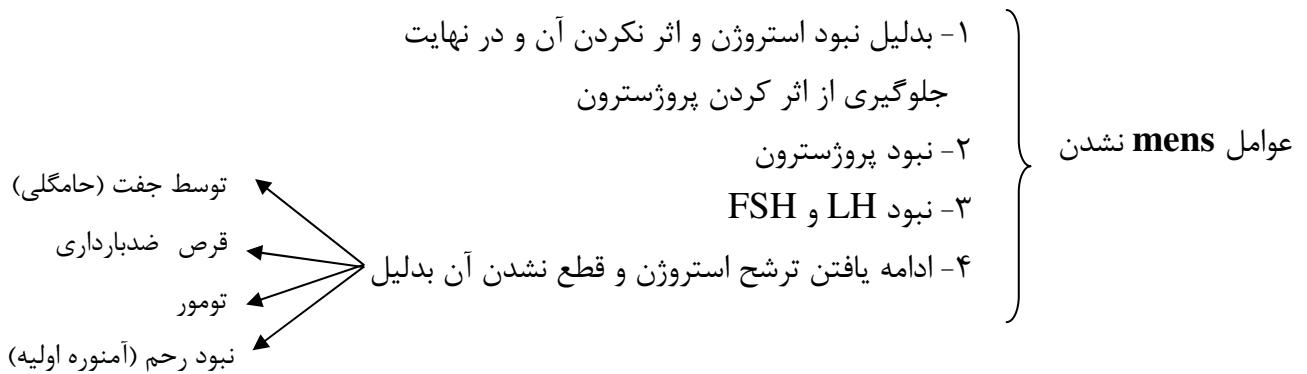 عوامل mens نشدن
۱- بدلیل نبود استروژن و اثر نکردن آن و در نهایت
جلوگیری از اثر کردن پروژسترون
۲- نبود پروژسترون
۳- نبود LH و FSH
۴- ادامه یافتن ترشح استروژن و قطع نشدن آن بدلیل
توسط جفت (حامگلی)
قرص ضدبارداری
تومور
نبود رحم (آمنوره اولیه)